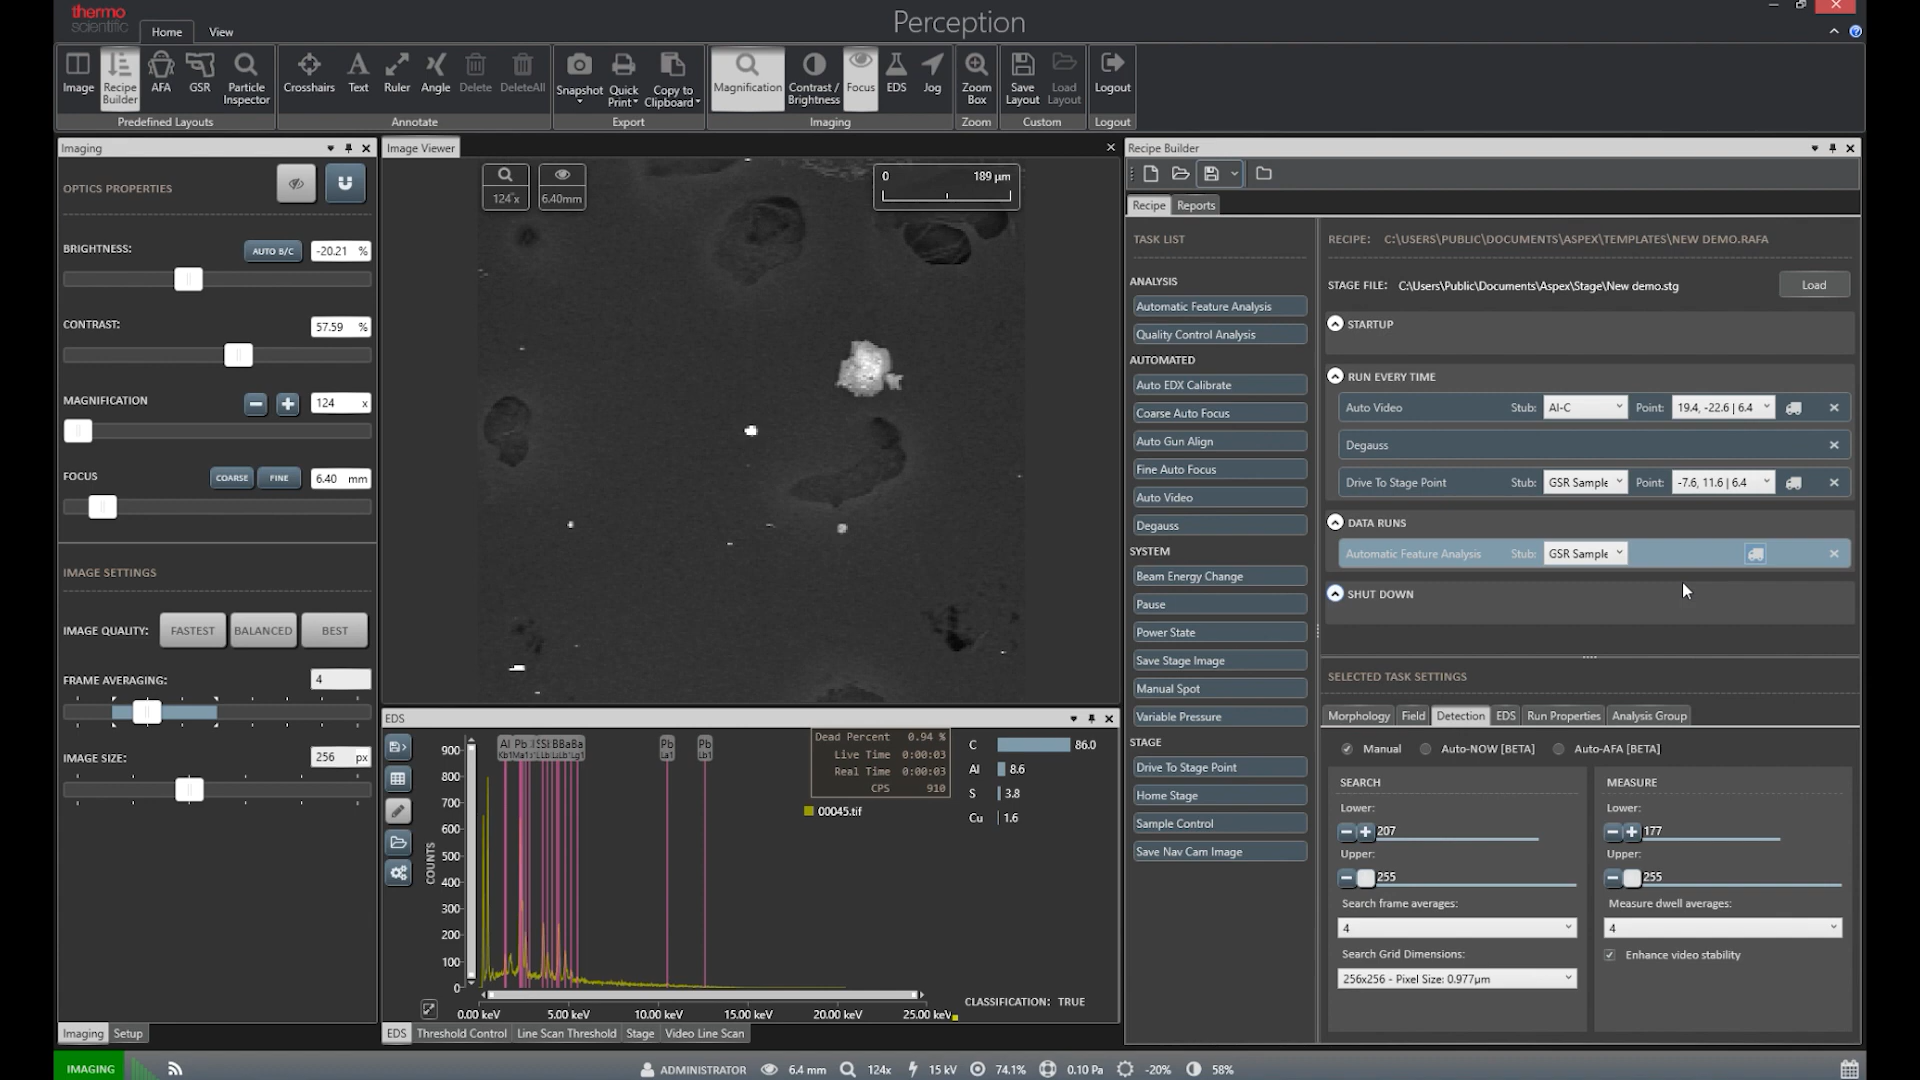 thermo
scientific
Home
View
Perception
Image
Recipe Builder
AFA
GSR
Particle Inspector
Crosshairs
Text
Ruler
Angle
Delete
DeleteAll
Snapshot
Quick Print
Copy to Clipboard
Magnification
Contrast / Brightness
Focus
EDS
Jog
Zoom Box
Save Layout
Load Layout
Logout
Predefined Layouts
Annotate
Export
Imaging
Zoom
Custom
Logout
Imaging
OPTICS PROPERTIES
BRIGHTNESS:
AUTO B/C
-20.21 %
CONTRAST:
57.59 %
MAGNIFICATION
124 x
FOCUS
COARSE
FINE
6.40 mm
IMAGE SETTINGS
IMAGE QUALITY:
FASTEST
BALANCED
BEST
FRAME AVERAGING:
4
IMAGE SIZE:
256 px
Imaging
Setup
Image Viewer
124 x
6.40mm
0
189 µm
EDS
900
800
700
600
500
400
300
200
100
0
COUNTS
Pb
La1
Pb
Lb1
Dead Percent 0.94 %
Live Time 0:00:03
Real Time 0:00:03
CPS 910
00045.tif
C 86.0
Al 8.6
S 3.8
Cu 1.6
CLASSIFICATION: TRUE
0.00 keV
5.00 keV
10.00 keV
15.00 keV
20.00 keV
25.00 keV
EDS
Threshold Control
Line Scan Threshold
Stage
Video Line Scan
Recipe Builder
Recipe
Reports
TASK LIST
ANALYSIS
Automatic Feature Analysis
Quality Control Analysis
AUTOMATED
Auto EDX Calibrate
Coarse Auto Focus
Auto Gun Align
Fine Auto Focus
Auto Video
Degauss
SYSTEM
Beam Energy Change
Pause
Power State
Save Stage Image
Manual Spot
Variable Pressure
STAGE
Drive To Stage Point
Home Stage
Sample Control
Save Nav Cam Image
RECIPE: C:\USERS\PUBLIC\DOCUMENTS\ASPEX\TEMPLATES\NEW DEMO.RAFA
STAGE FILE: C:\Users\Public\Documents\Aspex\Stage\New demo.stg
Load
STARTUP
RUN EVERY TIME
Auto Video Stub: Al-C Point: 19.4, -22.6 | 6.4
Degauss
Drive To Stage Point Stub: GSR Sample Point: -7.6, 11.6 | 6.4
DATA RUNS
Automatic Feature Analysis Stub: GSR Sample
SHUT DOWN
SELECTED TASK SETTINGS
Morphology
Field
Detection
EDS
Run Properties
Analysis Group
Manual
Auto-NOW [BETA]
Auto-AFA [BETA]
SEARCH
Lower:
207
Upper:
255
Search frame averages:
4
Search Grid Dimensions:
256x256 - Pixel Size: 0.977µm
MEASURE
Lower:
177
Upper:
255
Measure dwell averages:
4
Enhance video stability
IMAGING
ADMINISTRATOR
6.4 mm
124x
15 kV
74.1%
0.10 Pa
-20%
58%